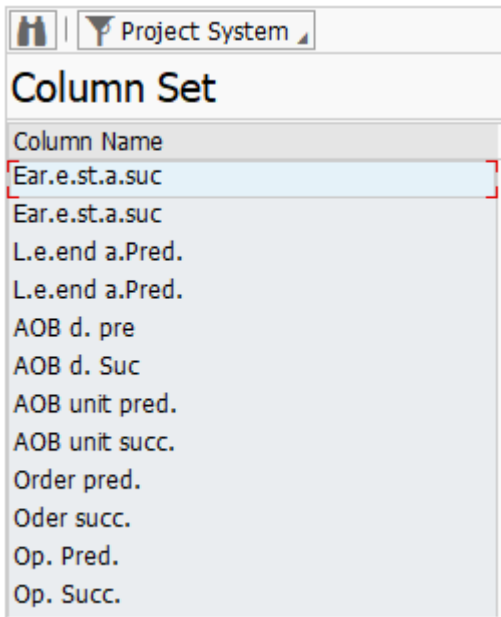 Project System
Column Set
Column Name
Ear.e.st.a.suc
Ear.e.st.a.suc
L.e.end a.Pred.
L.e.end a.Pred.
AOB d. pre
AOB d. Suc
AOB unit pred.
AOB unit succ.
Order pred.
Oder succ.
Op. Pred.
Op. Succ.